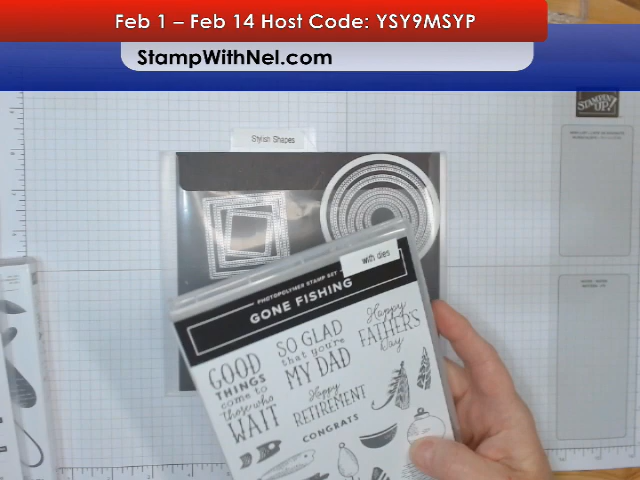 Feb 1 – Feb 14 Host Code: YSY9MSYP
StampWithNel.com
STAMPIN' UP!
Stylish Shapes
with dies
PHOTOPOLYMER STAMP SET
GONE FISHING
GOOD
THINGS
come to
those who
WAIT
SO GLAD
that you're
MY DAD
Happy
FATHER'S
Day
Happy
RETIREMENT
CONGRATS